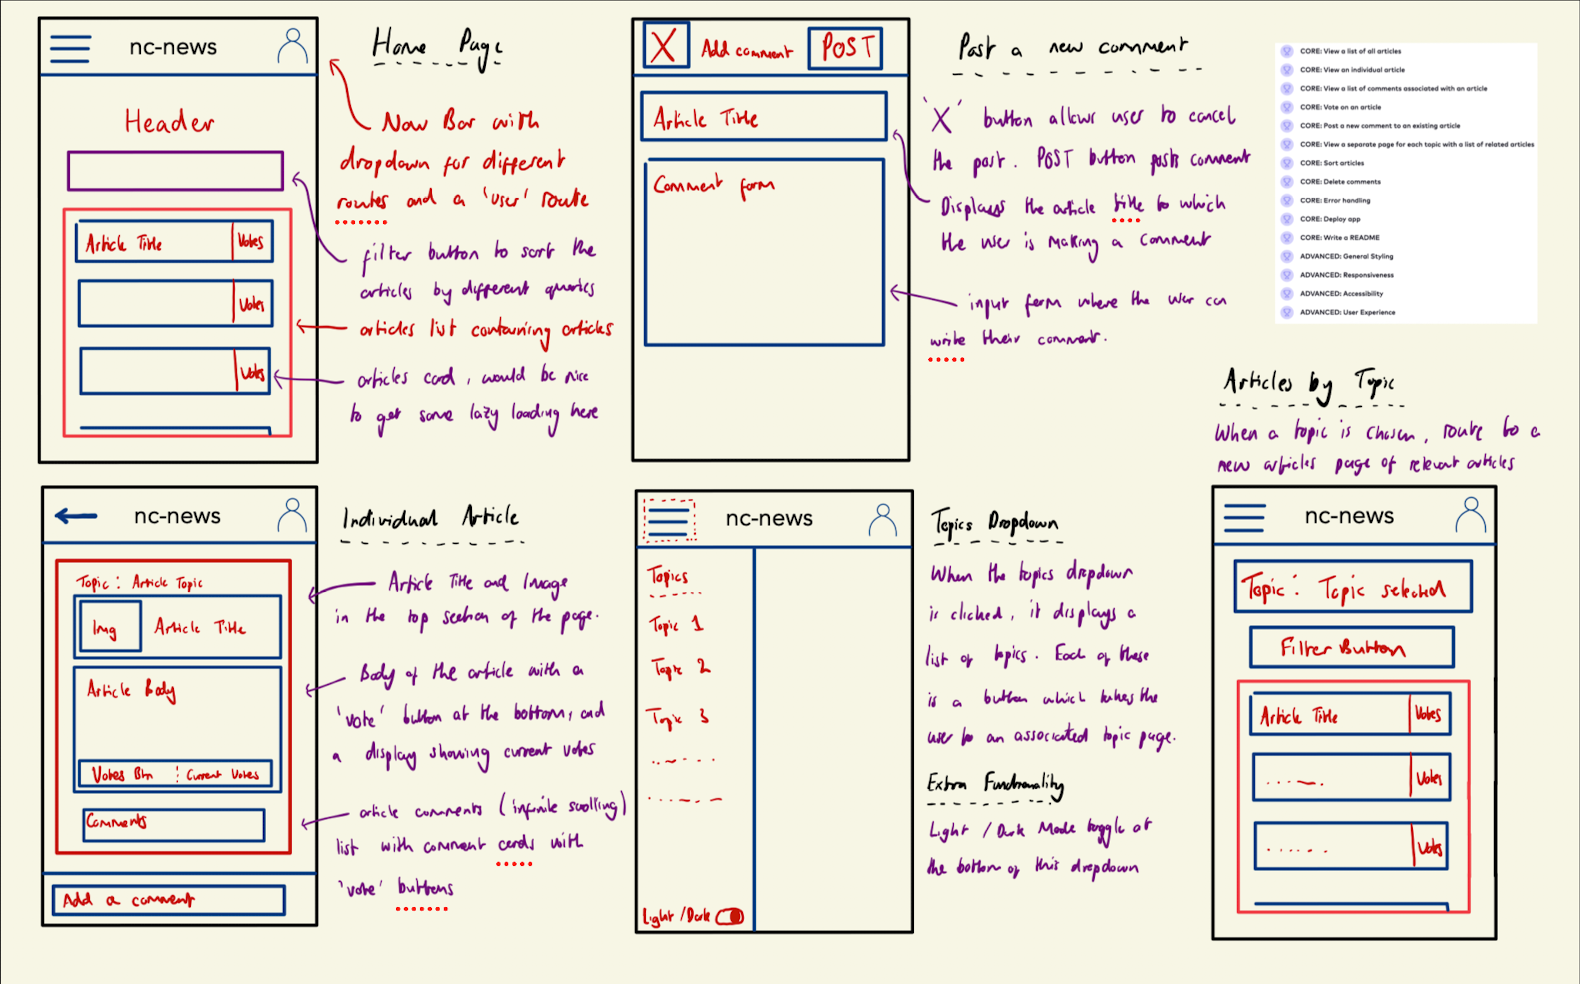 nc-news
Header
Article Title
Votes
Votes
Votes
Home Page
Nav Bar with
dropdown for different
routes and a 'user' route
filter button to sort the
articles by different queries
articles list containing articles
articles card, would be nice
to get some lazy loading here
X
Add comment
POST
Article Title
Comment form
Post a new comment
'X' button allows user to cancel
the post. POST button posts comment
Displays the article title to which
the user is making a comment
input form where the user can
write their comment.
CORE: View a list of all articles
CORE: View an individual article
CORE: View a list of comments associated with an article
CORE: Vote on an article
CORE: Post a new comment to an existing article
CORE: View a separate page for each topic with a list of related articles
CORE: Sort articles
CORE: Delete comments
CORE: Error handling
CORE: Deploy app
CORE: Write a README
ADVANCED: General Styling
ADVANCED: Responsiveness
ADVANCED: Accessibility
ADVANCED: User Experience
nc-news
Topic: Article Topic
Img
Article Title
Article Body
Votes Btn
Current Votes
Comments
Add a comment
Individual Article
Article Title and Image
in the top section of the page.
Body of the article with a
'vote' button at the bottom, and
a display showing current votes
article comments (infinite scrolling)
list with comment cards with
'vote' buttons
nc-news
Topics
Topic 1
Topic 2
Topic 3
Light/Dark
Topics Dropdown
When the topics dropdown
is clicked, it displays a
list of topics. Each of these
is a button which takes the
user to an associated topic page.
Extra Functionality
Light/Dark Mode toggle at
the bottom of this dropdown
Articles by Topic
When a topic is chosen, route to a
new articles page of relevant articles
nc-news
Topic: Topic selected
Filter Button
Article Title
Votes
Votes
Votes